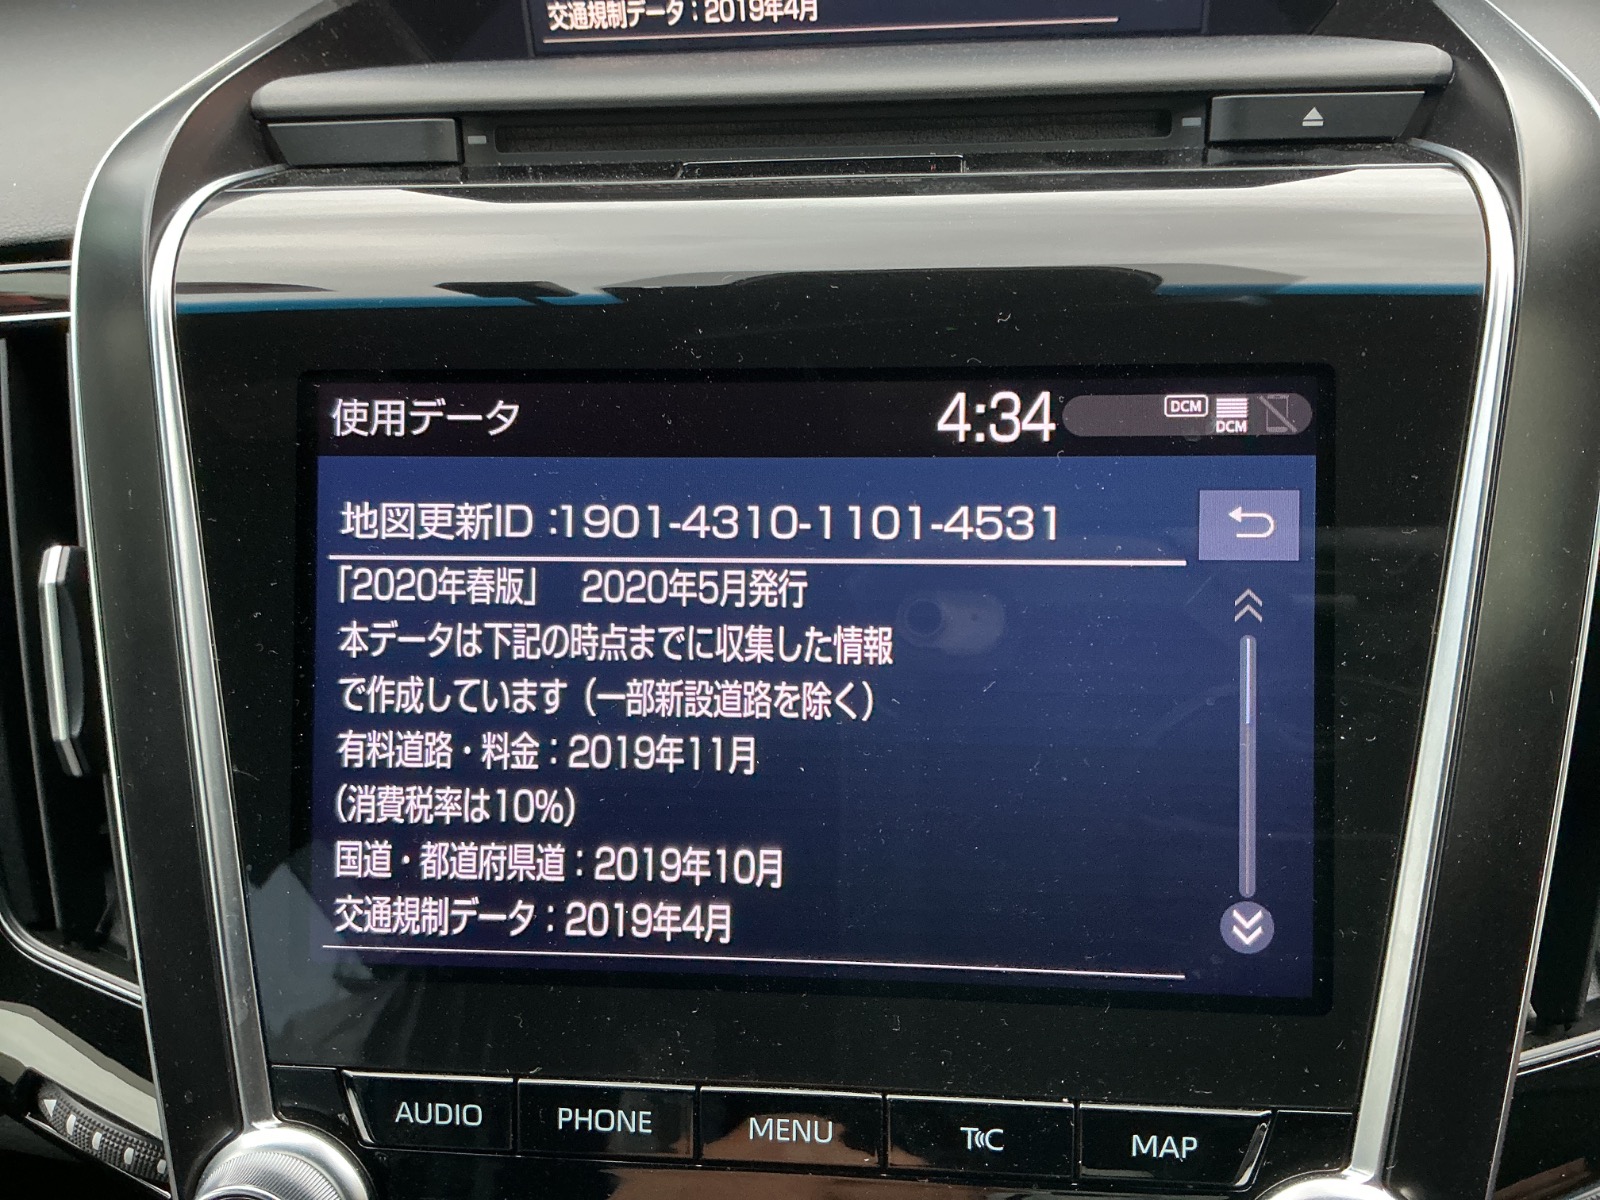 交通規制データ：2019年4月
使用データ 4:34 DCM DCM
地図更新ID：1901-4310-1101-4531
「2020年春版」　2020年5月発行
本データは下記の時点までに収集した情報
で作成しています（一部新設道路を除く）
有料道路・料金：2019年11月
（消費税率は10%）
国道・都道府県道：2019年10月
交通規制データ：2019年4月
AUDIO PHONE MENU T C MAP